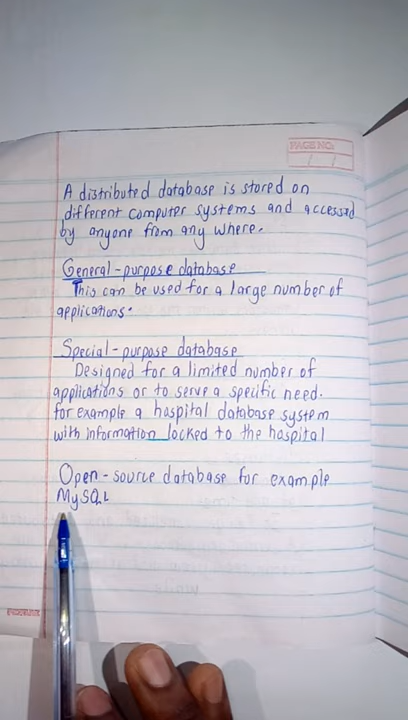 PAGE NO:
A distributed database is stored on
different computer systems and accessed
by anyone from any where.
General-purpose database
This can be used for a large number of
applications.
Special-purpose database
Designed for a limited number of
applications or to serve a specific need.
for example a hospital database system
with information locked to the hospital
Open-source database for example
MySQL